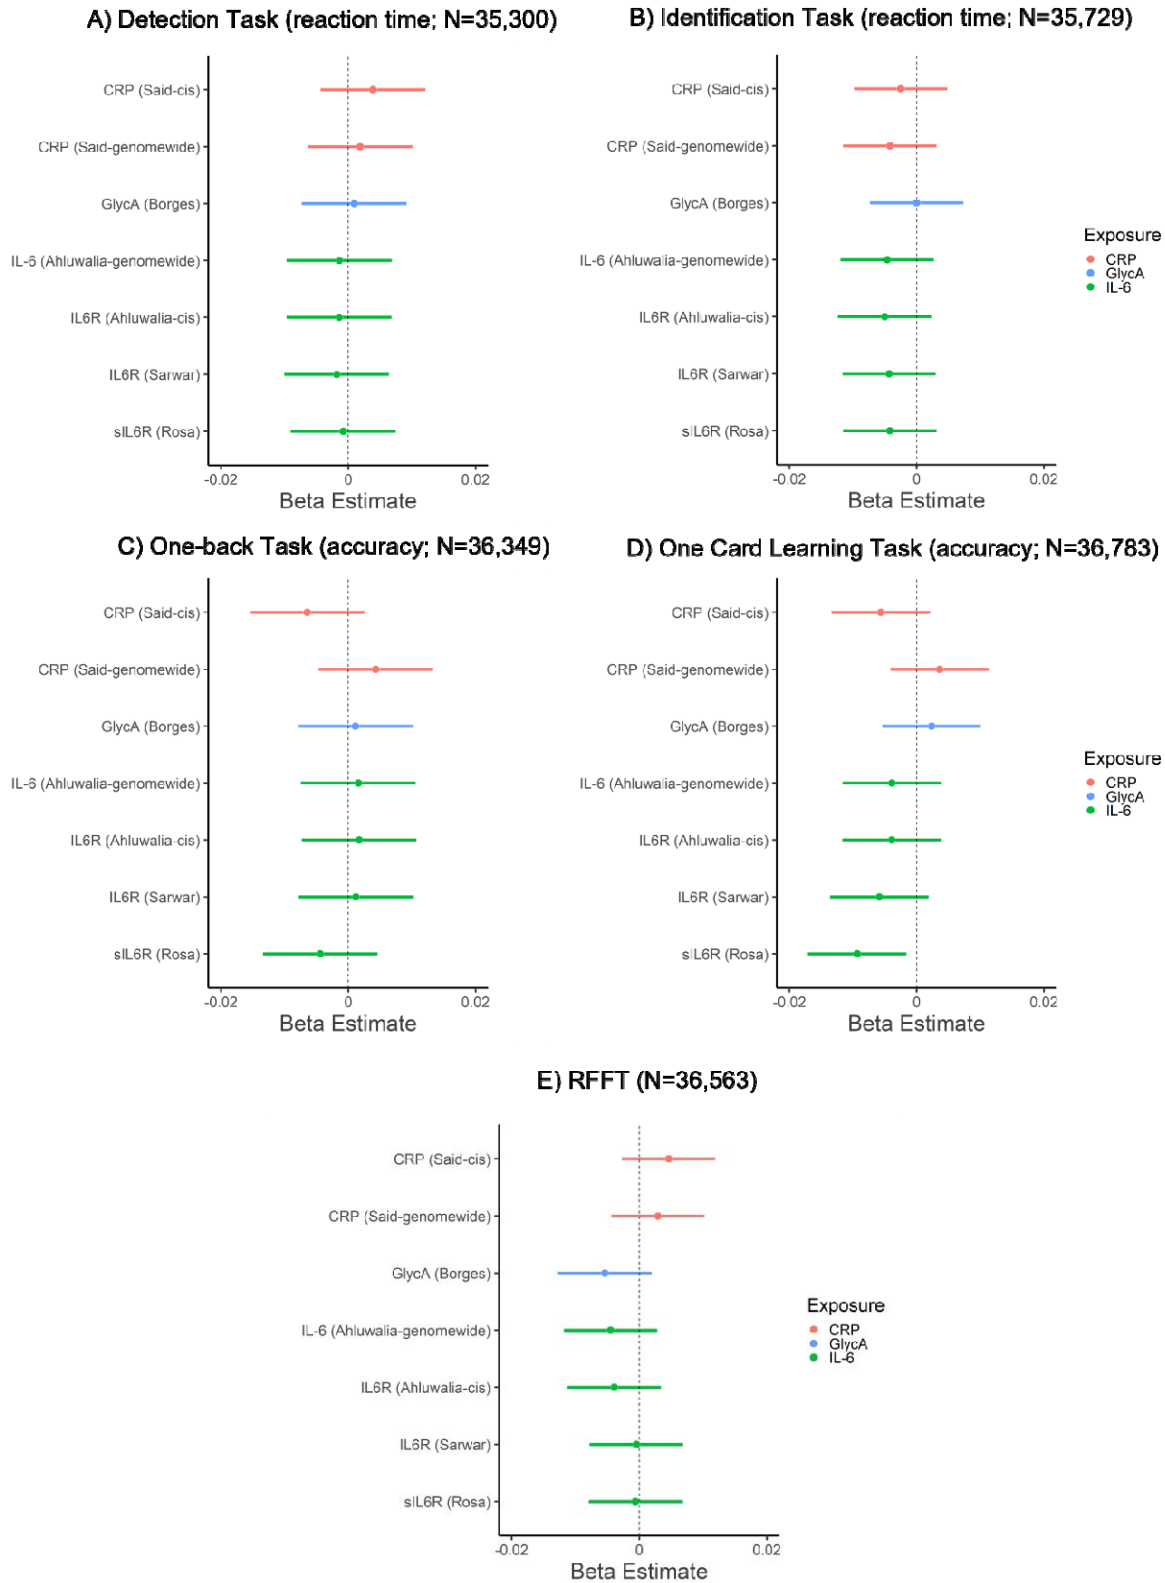 A) Detection Task (reaction time; N=35,300)
CRP (Said-cis)
CRP (Said-genomewide)
GlycA (Borges)
IL-6 (Ahluwalia-genomewide)
IL6R (Ahluwalia-cis)
IL6R (Sarwar)
sIL6R (Rosa)
-0.02
0
0.02
Beta Estimate
B) Identification Task (reaction time; N=35,729)
CRP (Said-cis)
CRP (Said-genomewide)
GlycA (Borges)
IL-6 (Ahluwalia-genomewide)
IL6R (Ahluwalia-cis)
IL6R (Sarwar)
sIL6R (Rosa)
-0.02
0
0.02
Beta Estimate
Exposure
CRP
GlycA
IL-6
C) One-back Task (accuracy; N=36,349)
CRP (Said-cis)
CRP (Said-genomewide)
GlycA (Borges)
IL-6 (Ahluwalia-genomewide)
IL6R (Ahluwalia-cis)
IL6R (Sarwar)
sIL6R (Rosa)
-0.02
0
0.02
Beta Estimate
D) One Card Learning Task (accuracy; N=36,783)
CRP (Said-cis)
CRP (Said-genomewide)
GlycA (Borges)
IL-6 (Ahluwalia-genomewide)
IL6R (Ahluwalia-cis)
IL6R (Sarwar)
sIL6R (Rosa)
-0.02
0
0.02
Beta Estimate
Exposure
CRP
GlycA
IL-6
E) RFFT (N=36,563)
CRP (Said-cis)
CRP (Said-genomewide)
GlycA (Borges)
IL-6 (Ahluwalia-genomewide)
IL6R (Ahluwalia-cis)
IL6R (Sarwar)
sIL6R (Rosa)
-0.02
0
0.02
Beta Estimate
Exposure
CRP
GlycA
IL-6